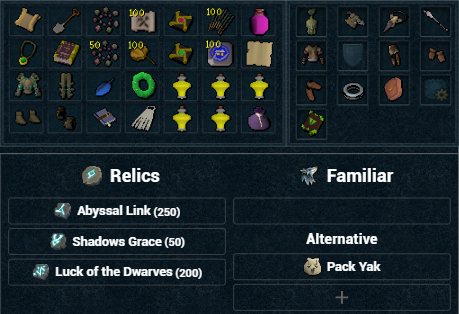 100
100
50
100
100
Relics
Familiar
Abyssal Link (250)
Alternative
Shadows Grace (50)
Pack Yak
Luck of the Dwarves (200)
+